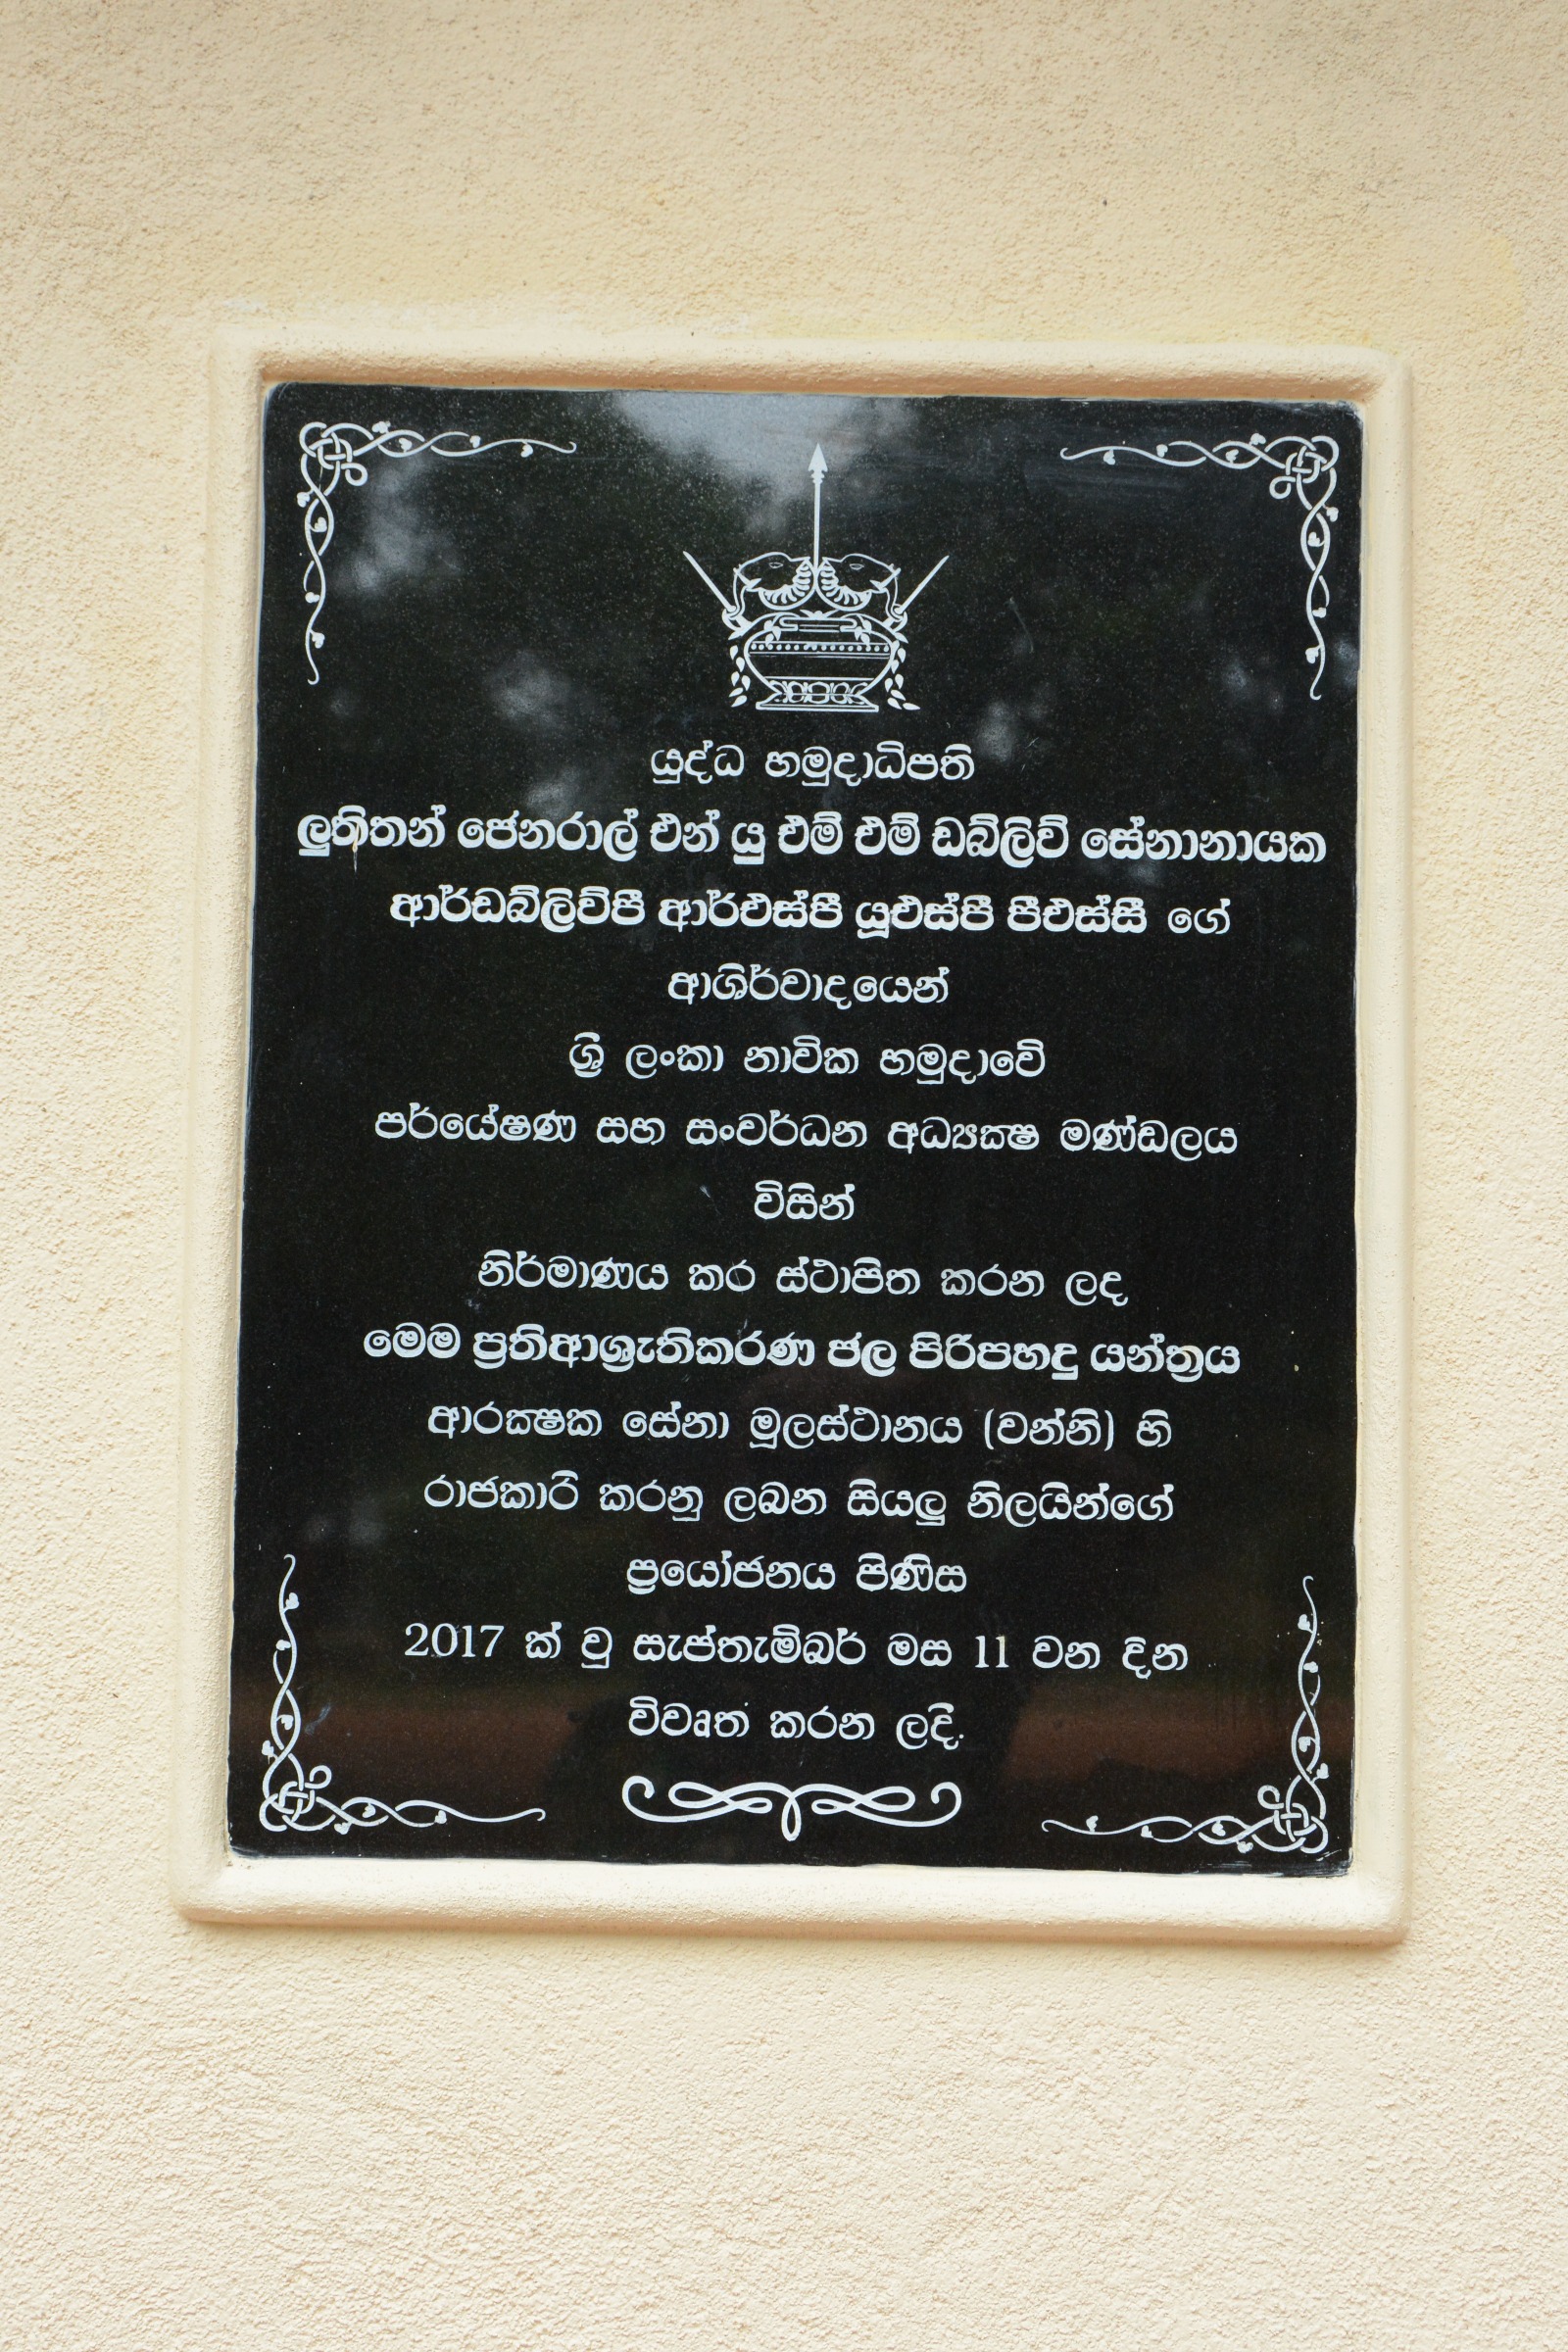 යුද්ධ හමුදාධිපති
ලුතිතන් ජෙනරාල් එන් යු එම් එම් ඩබ්ලිව් සේනානායක
ආර්ඩබ්ලිව්පී ආර්එස්පී යූඑස්පී පීඑස්සී ගේ
ආශිර්වාදයෙන්
ශ්‍රී ලංකා නාවික හමුදාවේ
පර්යේෂණ සහ සංවර්ධන අධ්‍යක්ෂ මණ්ඩලය
විසින්
නිර්මාණය කර ස්ථාපිත කරන ලද
මෙම ප්‍රතිආශ්‍රැතිකරණ ජල පිරිපහදු යන්ත්‍රය
ආරක්ෂක සේනා මූලස්ථානය (වන්නි) හි
රාජකාරි කරනු ලබන සියලු නිලයින්ගේ
ප්‍රයෝජනය පිණිස
2017 ක් වු සැප්තැම්බර් මස 11 වන දින
විවෘත කරන ලදි.